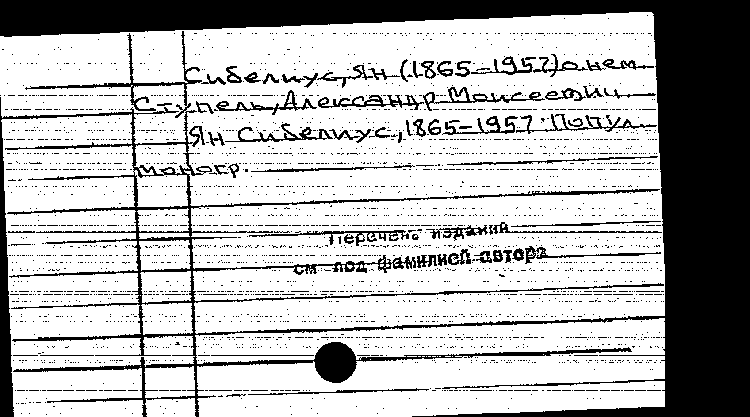 Сибелиус, Ян (1865-1957) о нем
Ступель, Александр Моисеевич
Ян Сибелиус, 1865-1957 : Попул.
моногр.
Перечень изданий
см под фамилией автора